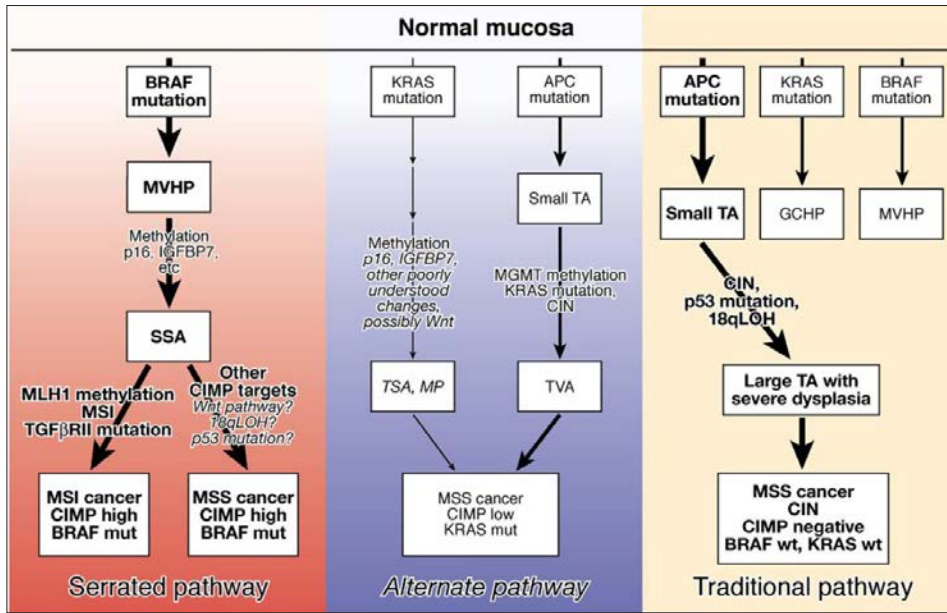 Normal mucosa
BRAF
mutation
MVHP
Methylation
p16, IGFBP7,
etc
SSA
MLH1 methylation
MSI
TGFβRII mutation
Other
CIMP targets
Wnt pathway?
18qLOH?
p53 mutation?
MSI cancer
CIMP high
BRAF mut
MSS cancer
CIMP high
BRAF mut
Serrated pathway
KRAS
mutation
Methylation
p16, IGFBP7,
other poorly
understood
changes,
possibly Wnt
TSA, MP
APC
mutation
Small TA
MGMT methylation
KRAS mutation,
CIN
TVA
MSS cancer
CIMP low
KRAS mut
Alternate pathway
APC
mutation
Small TA
CIN,
p53 mutation,
18qLOH
Large TA with
severe dysplasia
MSS cancer
CIN
CIMP negative
BRAF wt, KRAS wt
KRAS
mutation
GCHP
BRAF
mutation
MVHP
Traditional pathway